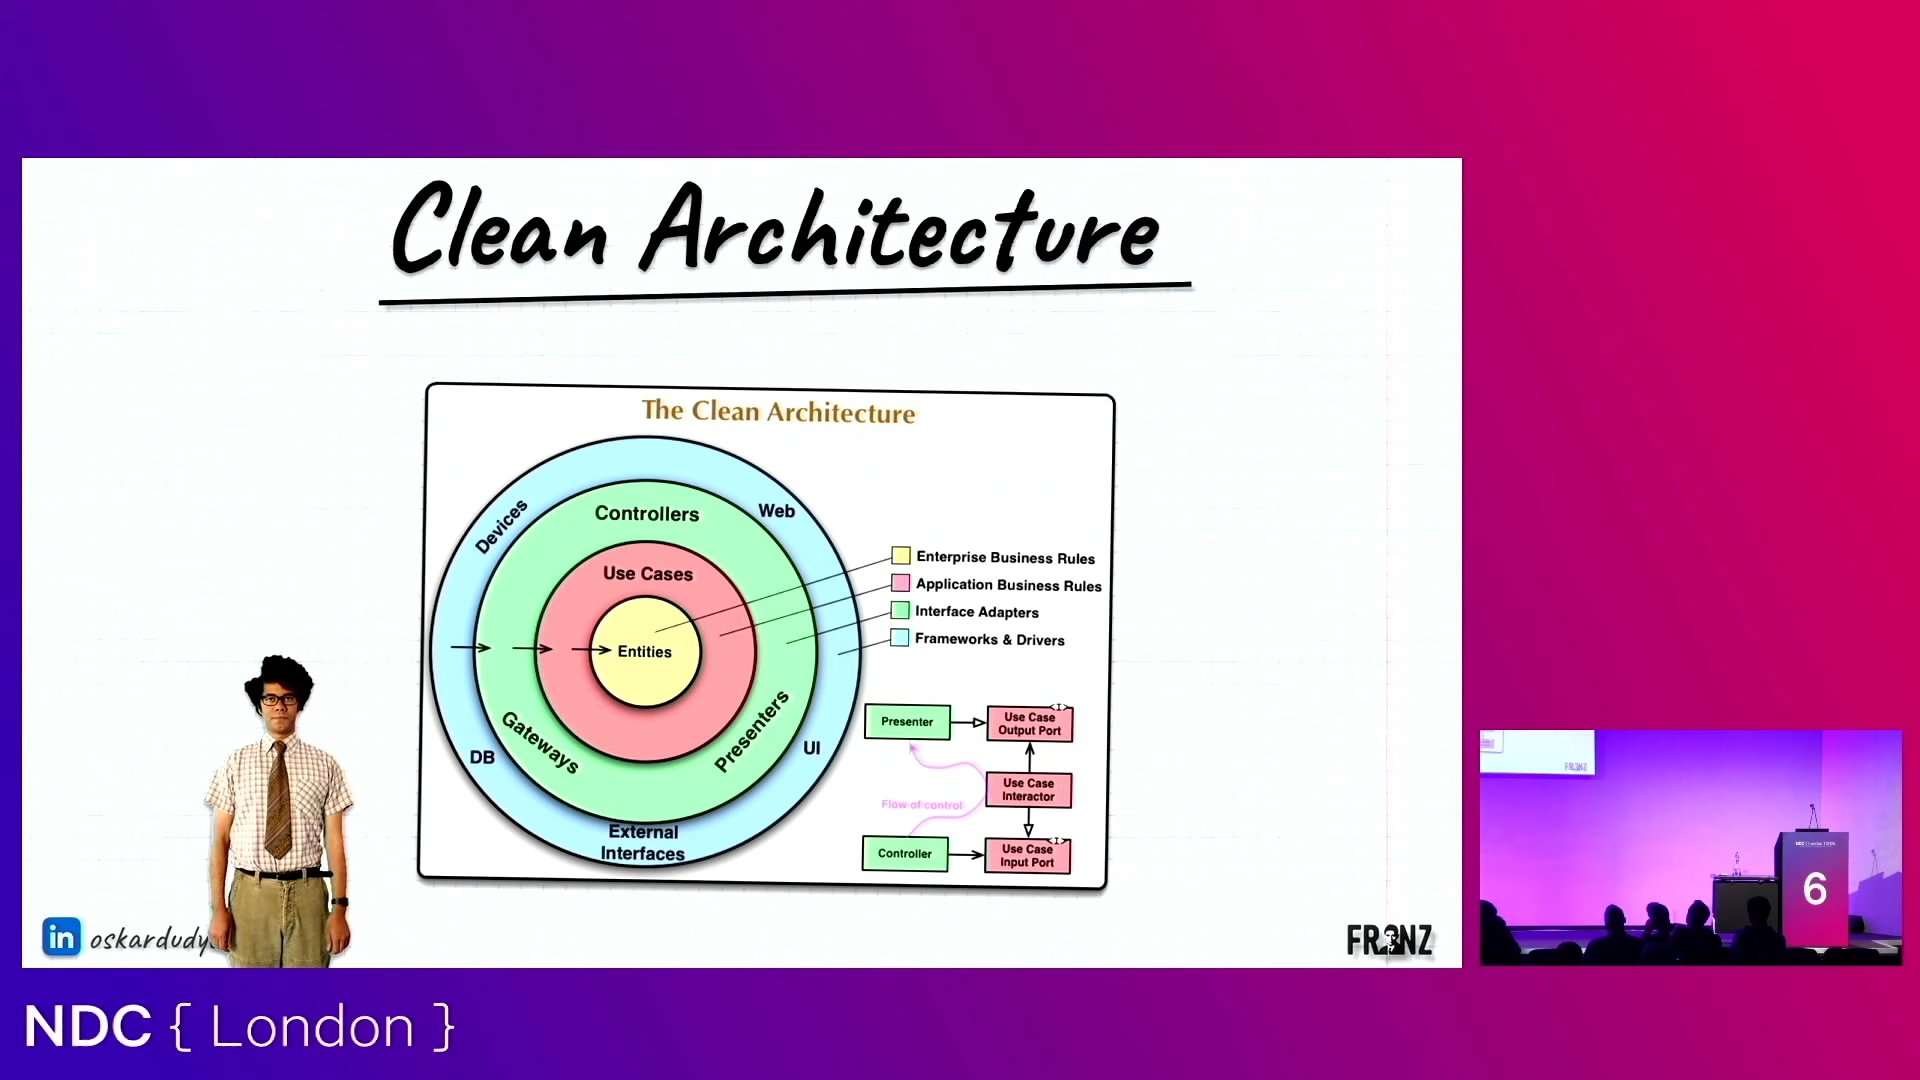 Clean Architecture
The Clean Architecture
Devices
Controllers
Web
Use Cases
Entities
Gateways
Presenters
DB
UI
External
Interfaces
Enterprise Business Rules
Application Business Rules
Interface Adapters
Frameworks & Drivers
Presenter
<I>
Use Case
Output Port
Use Case
Interactor
Flow of control
Controller
<I>
Use Case
Input Port
in oskardudy
FRANZ
FRANZ
6
NDC { London }